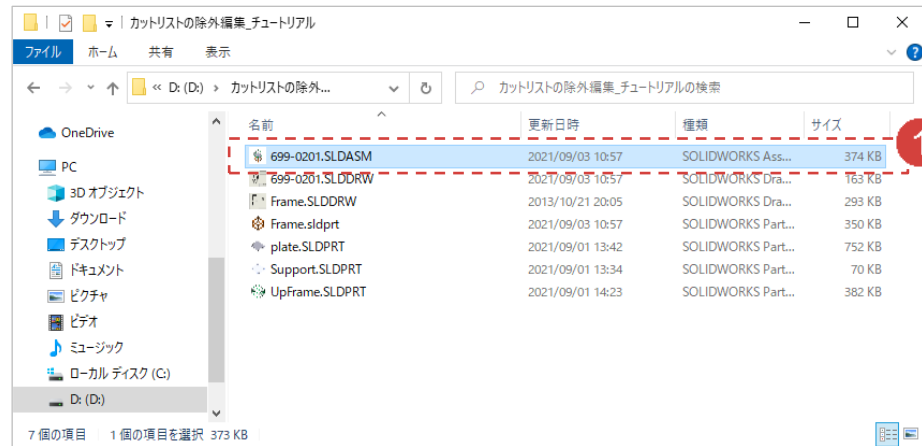 カットリストの除外編集_チュートリアル
ファイル ホーム 共有 表示
« D: (D:) › カットリストの除外... カットリストの除外編集_チュートリアルの検索
名前 更新日時 種類 サイズ
OneDrive
699-0201.SLDASM 2021/09/03 10:57 SOLIDWORKS Ass... 374 KB
PC
699-0201.SLDDRW 2021/09/03 10:57 SOLIDWORKS Dra... 163 KB
3D オブジェクト
Frame.SLDDRW 2013/10/21 20:05 SOLIDWORKS Dra... 293 KB
ダウンロード
Frame.sldprt 2021/09/03 10:57 SOLIDWORKS Part... 350 KB
デスクトップ
plate.SLDPRT 2021/09/01 13:42 SOLIDWORKS Part... 752 KB
ドキュメント
Support.SLDPRT 2021/09/01 13:34 SOLIDWORKS Part... 70 KB
ピクチャ
UpFrame.SLDPRT 2021/09/01 14:23 SOLIDWORKS Part... 382 KB
ビデオ
ミュージック
ローカル ディスク (C:)
D: (D:)
7 個の項目 1 個の項目を選択 373 KB
1